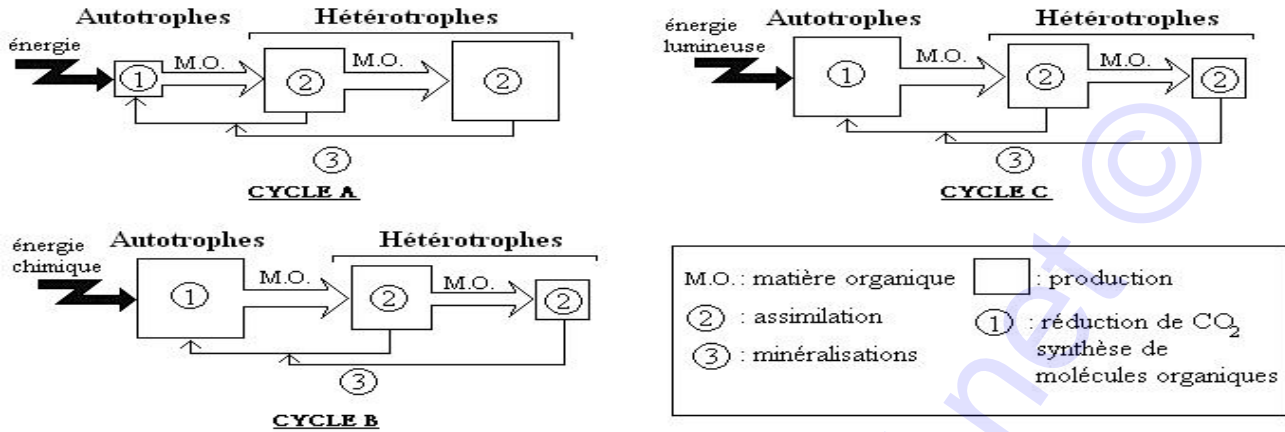 Autotrophes Hétérotrophes
énergie
M.O. M.O.
1 2 2
3
CYCLE A
Autotrophes Hétérotrophes
énergie
lumineuse
M.O. M.O.
1 2 2
3
CYCLE C
Autotrophes Hétérotrophes
énergie
chimique
M.O. M.O.
1 2 2
3
CYCLE B
M.O. : matière organique : production
2 : assimilation 1 : réduction de CO2
3 : minéralisations synthèse de
molécules organiques
net ©